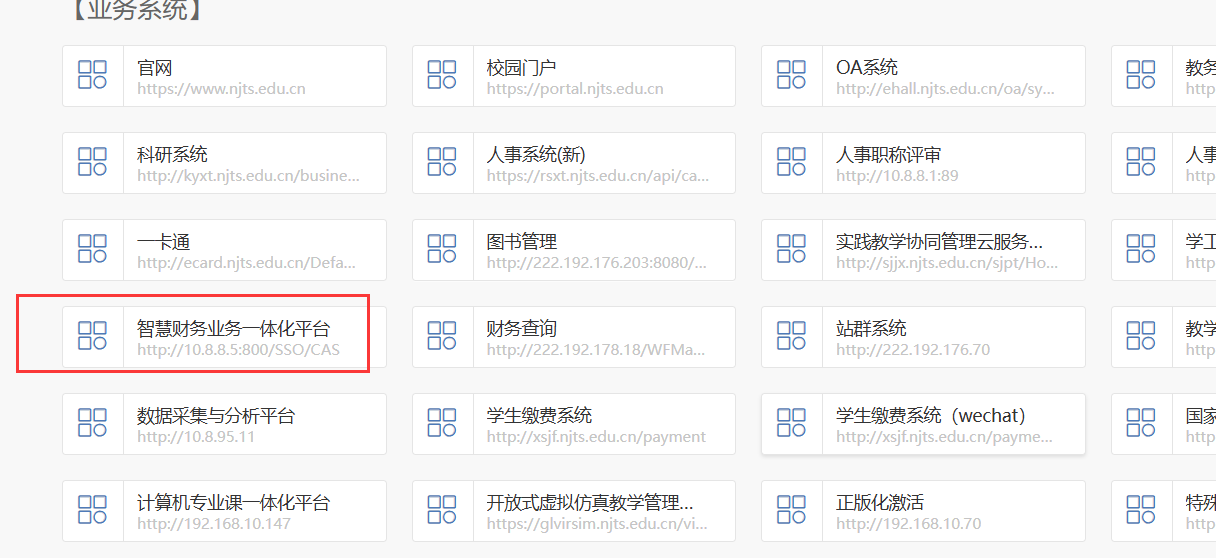 【业务系统】
官网
https://www.njts.edu.cn
校园门户
https://portal.njts.edu.cn
OA系统
http://ehall.njts.edu.cn/oa/sy...
教务
http
科研系统
http://kyxt.njts.edu.cn/busine...
人事系统(新)
https://rsxt.njts.edu.cn/api/ca...
人事职称评审
http://10.8.8.1:89
人事
http
一卡通
http://ecard.njts.edu.cn/Defa...
图书管理
http://222.192.176.203:8080/...
实践教学协同管理云服务...
http://sjjx.njts.edu.cn/sjpt/Ho...
学工
http
智慧财务业务一体化平台
http://10.8.8.5:800/SSO/CAS
财务查询
http://222.192.178.18/WFMa...
站群系统
http://222.192.176.70
教学
http
数据采集与分析平台
http://10.8.95.11
学生缴费系统
http://xsjf.njts.edu.cn/payment
学生缴费系统（wechat）
http://xsjf.njts.edu.cn/payme...
国家
http
计算机专业课一体化平台
http://192.168.10.147
开放式虚拟仿真教学管理...
https://glvirsim.njts.edu.cn/vi...
正版化激活
http://192.168.10.70
特殊
http